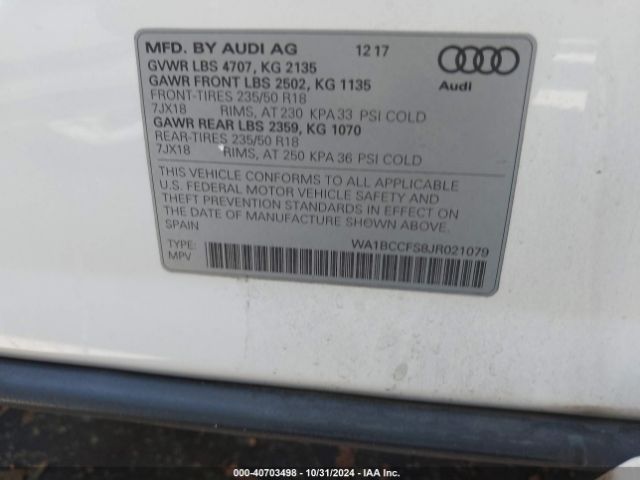 MFD. BY AUDI AG 12 17
GVWR LBS 4707, KG 2135
GAWR FRONT LBS 2502, KG 1135
FRONT-TIRES 235/50 R18
7JX18 RIMS, AT 230 KPA 33 PSI COLD
GAWR REAR LBS 2359, KG 1070
REAR-TIRES 235/50 R18
7JX18 RIMS, AT 250 KPA 36 PSI COLD
Audi
THIS VEHICLE CONFORMS TO ALL APPLICABLE
U.S. FEDERAL MOTOR VEHICLE SAFETY AND
THEFT PREVENTION STANDARDS IN EFFECT ON
THE DATE OF MANUFACTURE SHOWN ABOVE.
SPAIN
WA1BCCFS8JR021079
TYPE:
MPV
000-40703498 - 10/31/2024 - IAA Inc.